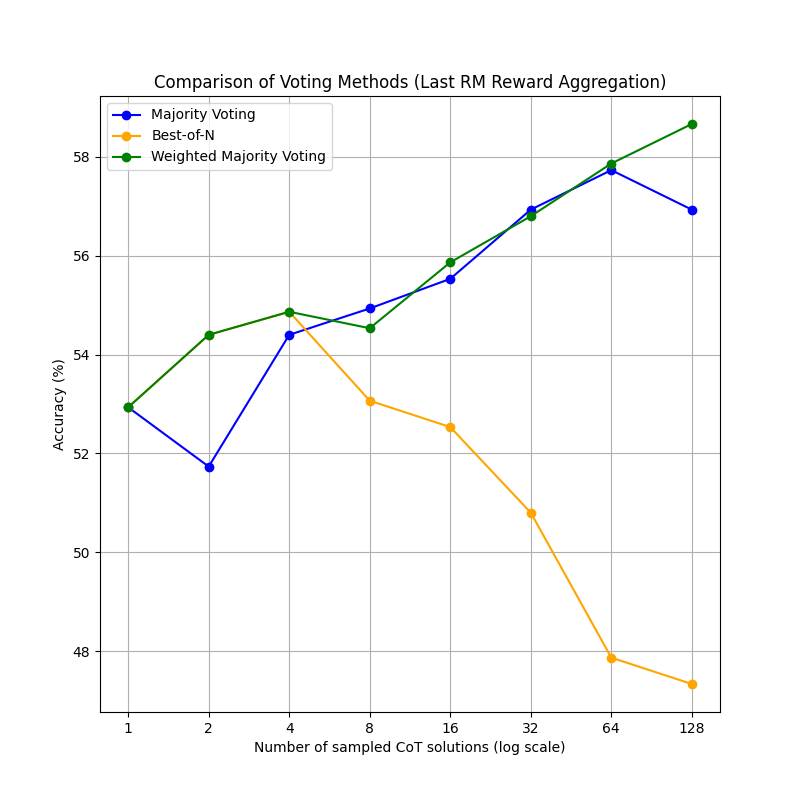 Comparison of Voting Methods (Last RM Reward Aggregation)
Majority Voting
Best-of-N
Weighted Majority Voting
58
56
54
52
50
48
Accuracy (%)
1 2 4 8 16 32 64 128
Number of sampled CoT solutions (log scale)